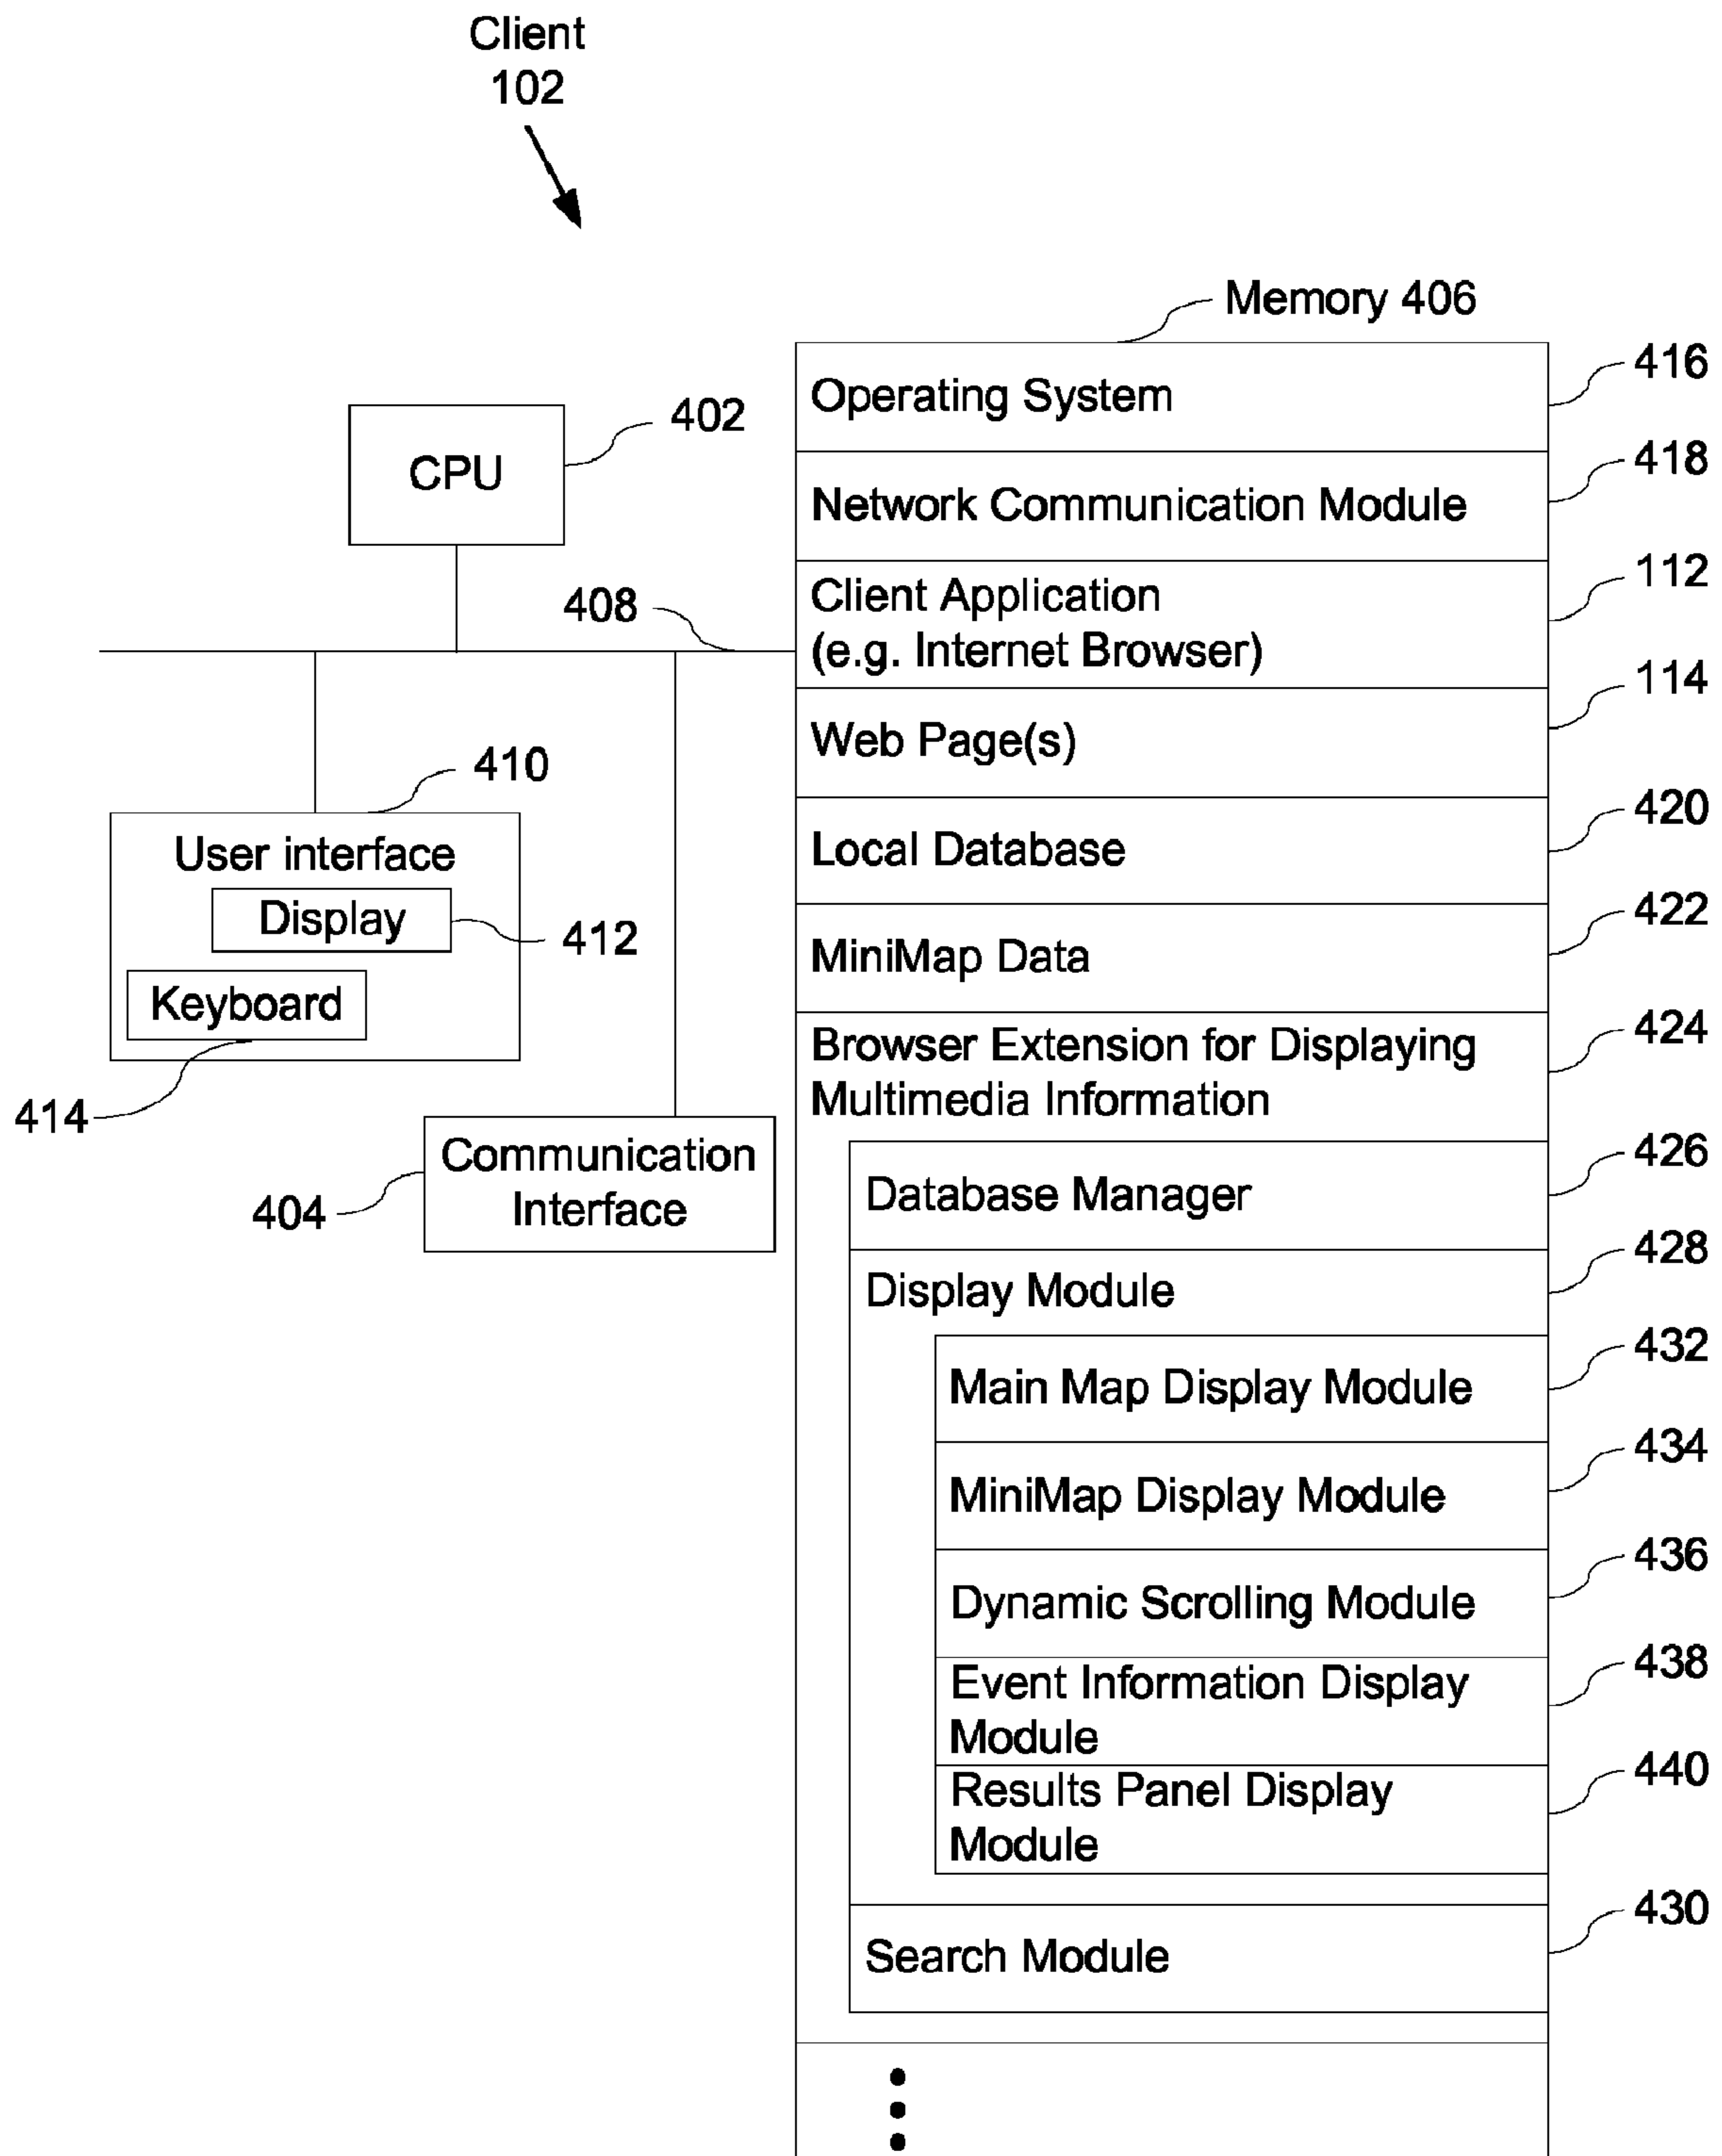 Client
102
Memory 406
Operating System
416
402
CPU
Network Communication Module
418
Client Application
(e.g. Internet Browser)
112
408
Web Page(s)
114
410
User interface
Display
412
Keyboard
414
Local Database
420
MiniMap Data
422
Browser Extension for Displaying
Multimedia Information
424
Communication
Interface
404
Database Manager
426
Display Module
428
Main Map Display Module
432
MiniMap Display Module
434
Dynamic Scrolling Module
436
Event Information Display
Module
438
Results Panel Display
Module
440
Search Module
430